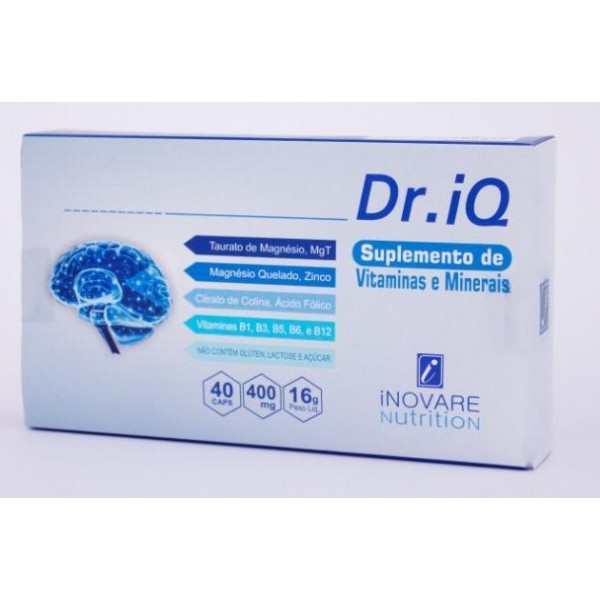 Dr.iQ
Suplemento de
Vitaminas e Minerais
Taurato de Magnésio, MgT
Magnésio Quelado, Zinco
Citrato de Colina, Ácido Fólico
Vitaminas B1, B3, B5, B6, e B12
NÃO CONTÉM GLÚTEN, LACTOSE E AÇÚCAR
40 CAPS
400 mg
16g Peso Liq.
i
iNOVARE
NutritioN